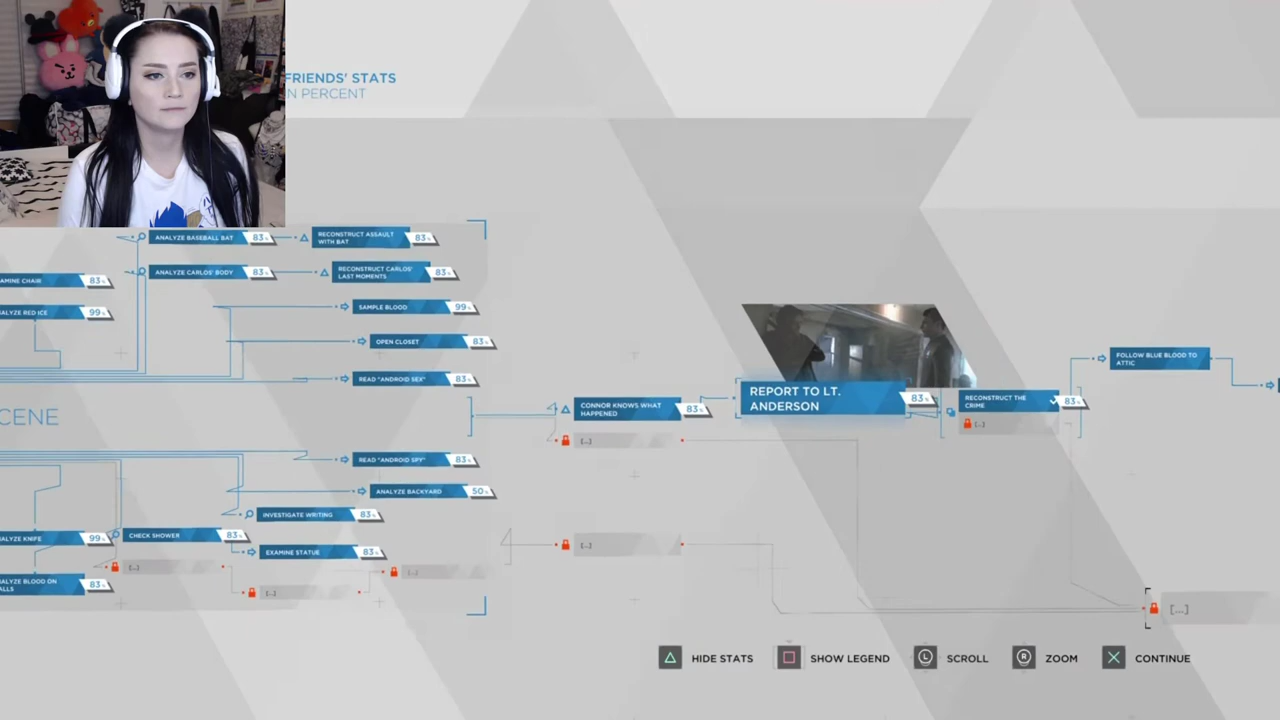 FRIENDS' STATS
N PERCENT
ANALYZE BASEBALL BAT 83%
RECONSTRUCT ASSAULT
WITH BAT 83%
AMINE CHAIR 83%
ANALYZE CARLOS' BODY 83%
RECONSTRUCT CARLOS'
LAST MOMENTS 83%
ALYZE RED ICE 99%
SAMPLE BLOOD 99%
OPEN CLOSET 83%
READ "ANDROID SEX" 83%
FOLLOW BLUE BLOOD TO
ATTIC
CENE
CONNOR KNOWS WHAT
HAPPENED 83%
[...]
REPORT TO LT.
ANDERSON 83%
RECONSTRUCT THE
CRIME 83%
[...]
READ "ANDROID SPY" 83%
ANALYZE BACKYARD 50%
INVESTIGATE WRITING 83%
ALYZE KNIFE 99%
CHECK SHOWER 83%
EXAMINE STATUE 83%
[...]
[...]
[...]
[...]
ALYZE BLOOD ON
ALLS 83%
[...]
HIDE STATS
SHOW LEGEND
L SCROLL
R ZOOM
CONTINUE